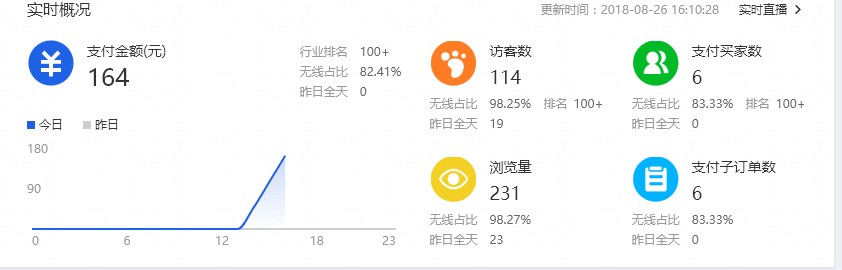 实时概况
更新时间：2018-08-26 16:10:28 实时直播 >
支付金额(元)
164
行业排名 100+
无线占比 82.41%
昨日全天 0
今日 昨日
180
90
0 6 12 18 23
访客数
114
无线占比 98.25% 排名 100+
昨日全天 19
支付买家数
6
无线占比 83.33% 排名 100+
昨日全天 0
浏览量
231
无线占比 98.27%
昨日全天 23
支付子订单数
6
无线占比 83.33%
昨日全天 0